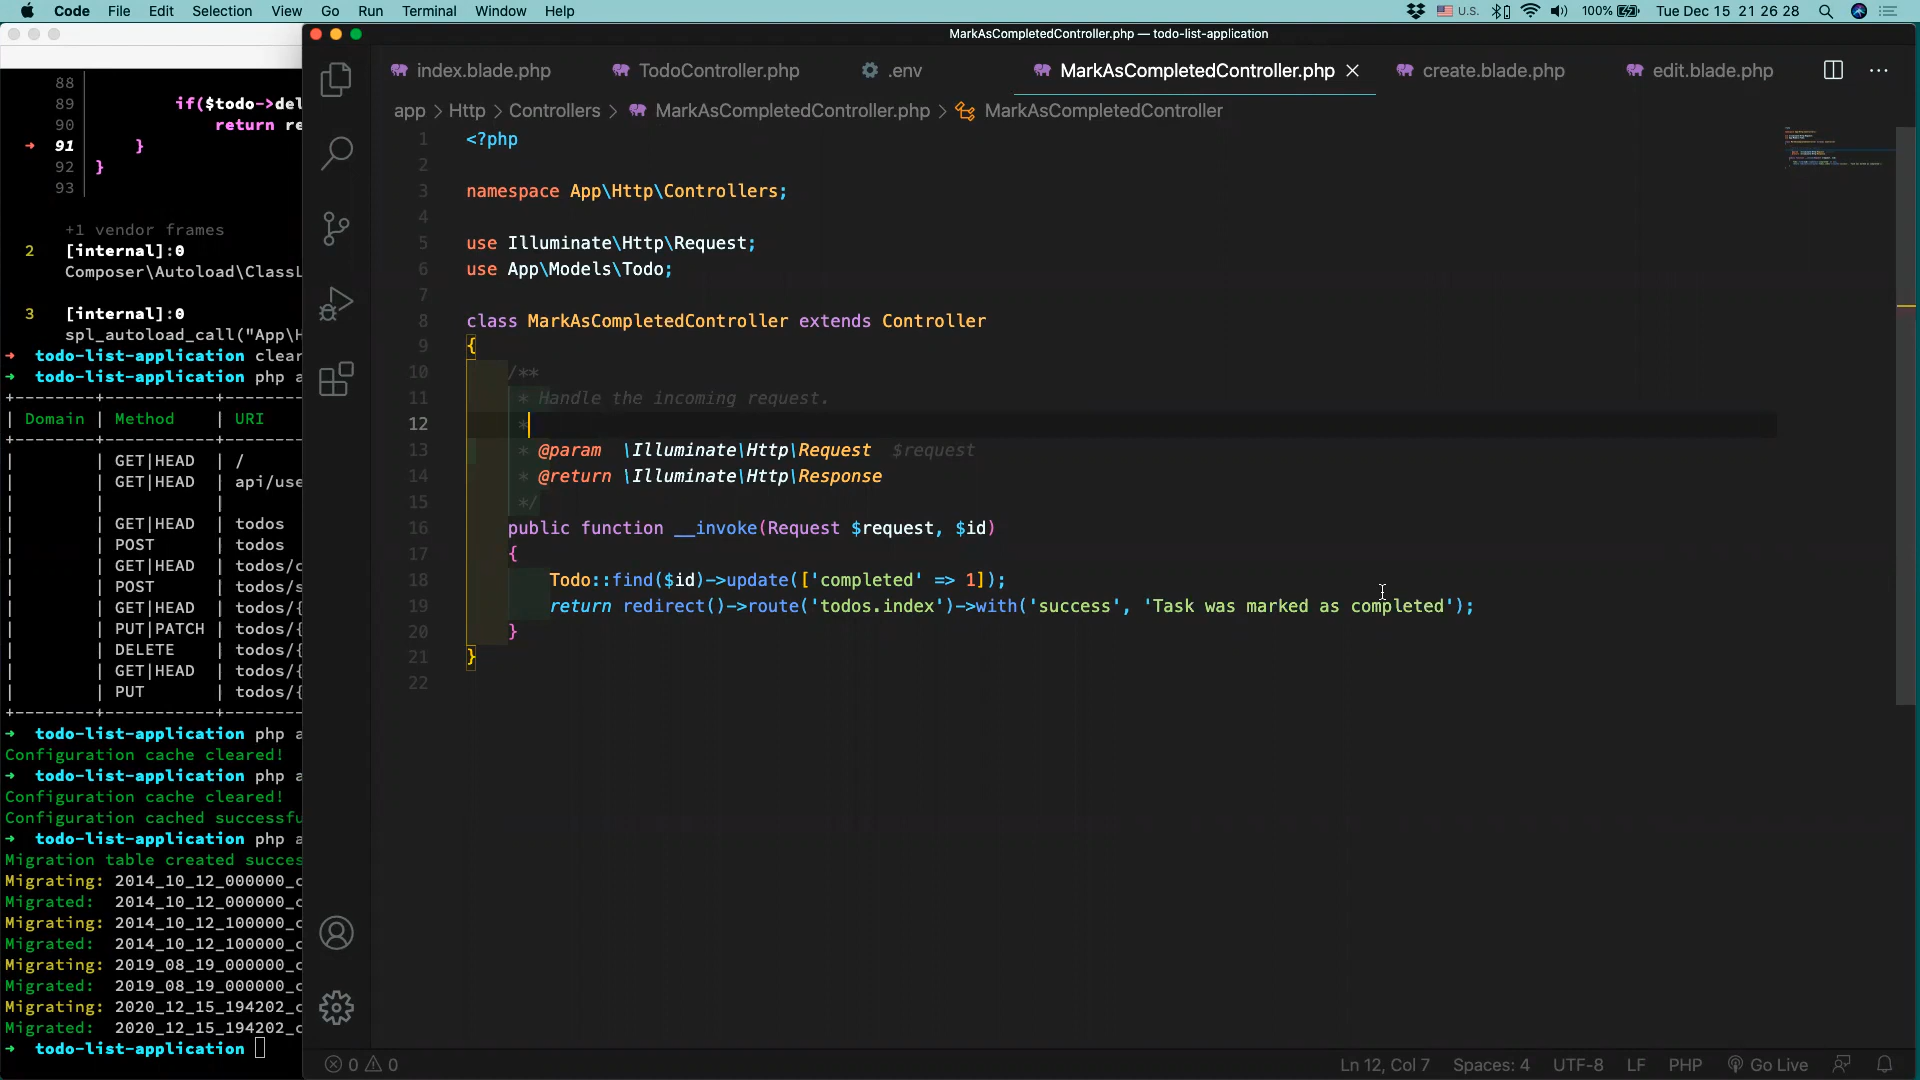 Code File Edit Selection View Go Run Terminal Window Help
U.S. 100% Tue Dec 15 21 26 28
MarkAsCompletedController.php — todo-list-application
index.blade.php TodoController.php .env MarkAsCompletedController.php create.blade.php edit.blade.php
app > Http > Controllers > MarkAsCompletedController.php > MarkAsCompletedController
88
89 if($todo->del
90 return re
91 }
92 }
93
+1 vendor frames
2 [internal]:0
Composer\Autoload\ClassL
3 [internal]:0
spl_autoload_call("App\H
➜ todo-list-application clear
➜ todo-list-application php a
+-----------+-----------+---------
| Domain | Method | URI
+-----------+-----------+---------
| | GET|HEAD | /
| | GET|HEAD | api/use
| | |
| | GET|HEAD | todos
| | POST | todos
| | GET|HEAD | todos/c
| | POST | todos/s
| | GET|HEAD | todos/{
| | PUT|PATCH | todos/{
| | DELETE | todos/{
| | GET|HEAD | todos/{
| | PUT | todos/{
+-----------+-----------+---------
➜ todo-list-application php a
Configuration cache cleared!
➜ todo-list-application php a
Configuration cache cleared!
Configuration cached successfu
➜ todo-list-application php a
Migration table created succes
Migrating: 2014_10_12_000000_c
Migrated: 2014_10_12_000000_c
Migrating: 2014_10_12_100000_c
Migrated: 2014_10_12_100000_c
Migrating: 2019_08_19_000000_c
Migrated: 2019_08_19_000000_c
Migrating: 2020_12_15_194202_c
Migrated: 2020_12_15_194202_c
➜ todo-list-application
1 <?php
2
3 namespace App\Http\Controllers;
4
5 use Illuminate\Http\Request;
6 use App\Models\Todo;
7
8 class MarkAsCompletedController extends Controller
9 {
10 /**
11 * Handle the incoming request.
12 *
13 * @param \Illuminate\Http\Request $request
14 * @return \Illuminate\Http\Response
15 */
16 public function __invoke(Request $request, $id)
17 {
18 Todo::find($id)->update(['completed' => 1]);
19 return redirect()->route('todos.index')->with('success', 'Task was marked as completed');
20 }
21 }
22
0 0 Ln 12, Col 7 Spaces: 4 UTF-8 LF PHP Go Live